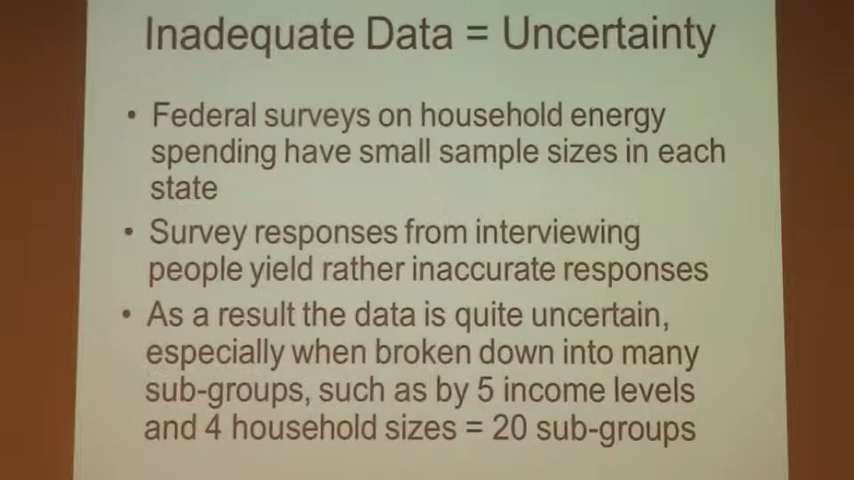 Inadequate Data = Uncertainty
• Federal surveys on household energy
spending have small sample sizes in each
state
• Survey responses from interviewing
people yield rather inaccurate responses
• As a result the data is quite uncertain,
especially when broken down into many
sub-groups, such as by 5 income levels
and 4 household sizes = 20 sub-groups